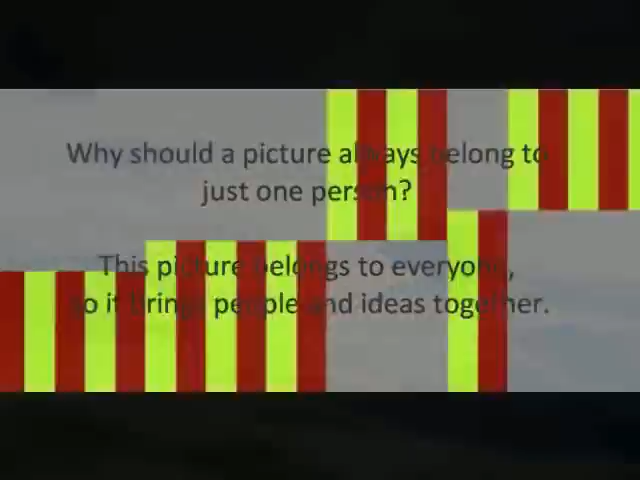 Why should a picture always belong to
just one person?
This picture belongs to everyone,
so it brings people and ideas together.